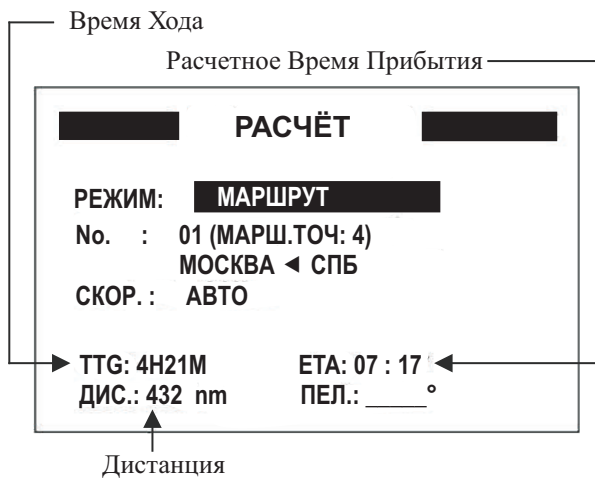 Время Хода
Расчетное Время Прибытия
РАСЧЁТ
РЕЖИМ: МАРШРУТ
No. : 01 (МАРШ.ТОЧ: 4)
МОСКВА ◄ СПБ
СКОР. : АВТО
TTG: 4H21M ETA: 07 : 17
ДИС.: 432 nm ПЕЛ.: _____°
Дистанция